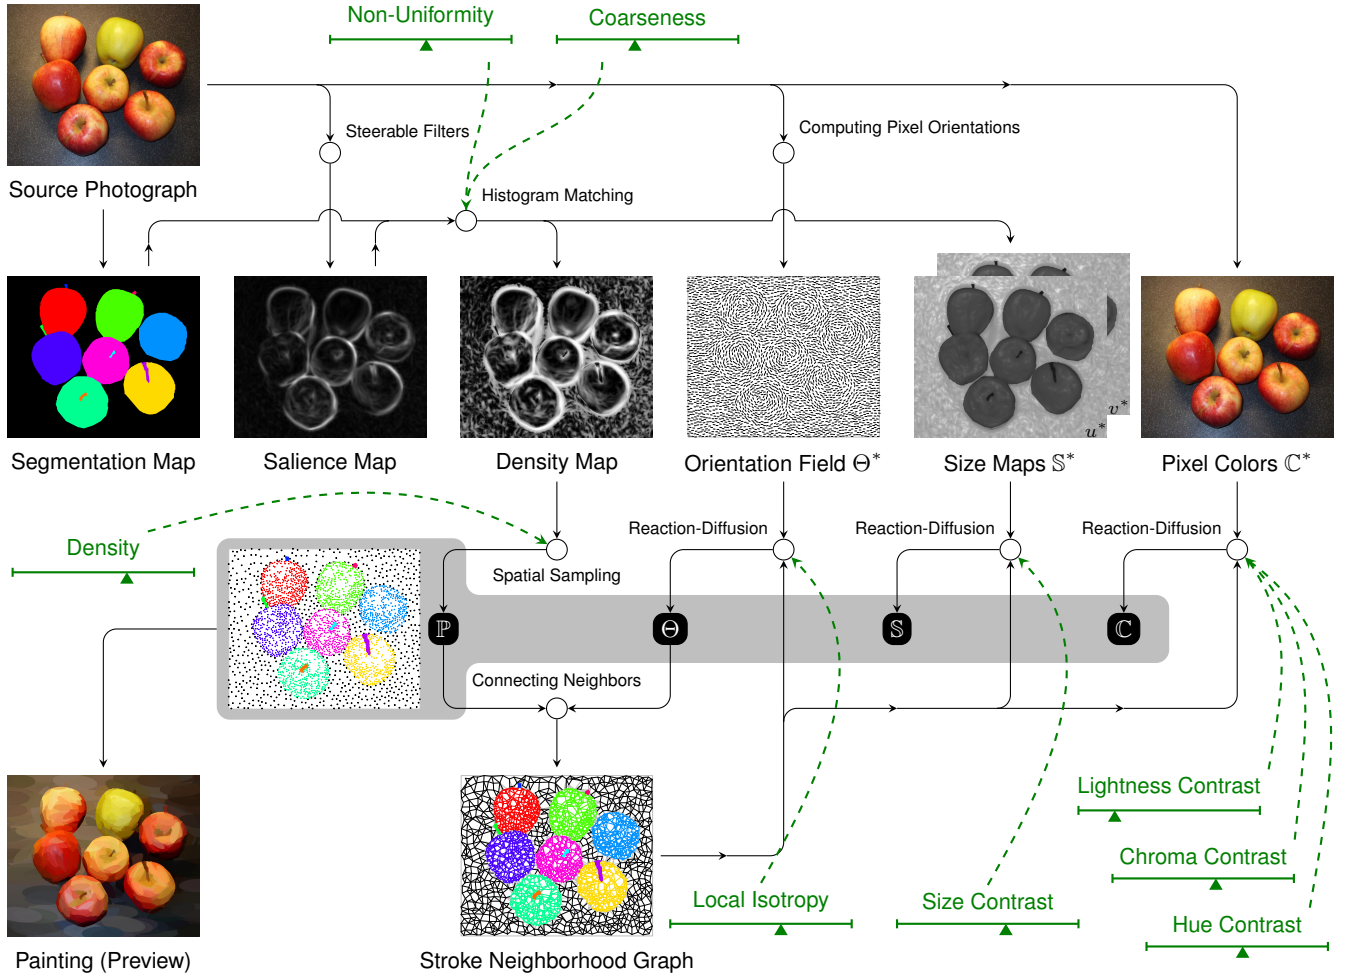 Non-Uniformity
Coarseness
Steerable Filters
Computing Pixel Orientations
Source Photograph
Histogram Matching
v*
u*
Segmentation Map
Salience Map
Density Map
Orientation Field Θ*
Size Maps 𝕊*
Pixel Colors ℂ*
Density
Reaction-Diffusion
Reaction-Diffusion
Reaction-Diffusion
Spatial Sampling
ℙ
Θ
𝕊
ℂ
Connecting Neighbors
Lightness Contrast
Chroma Contrast
Local Isotropy
Size Contrast
Hue Contrast
Painting (Preview)
Stroke Neighborhood Graph